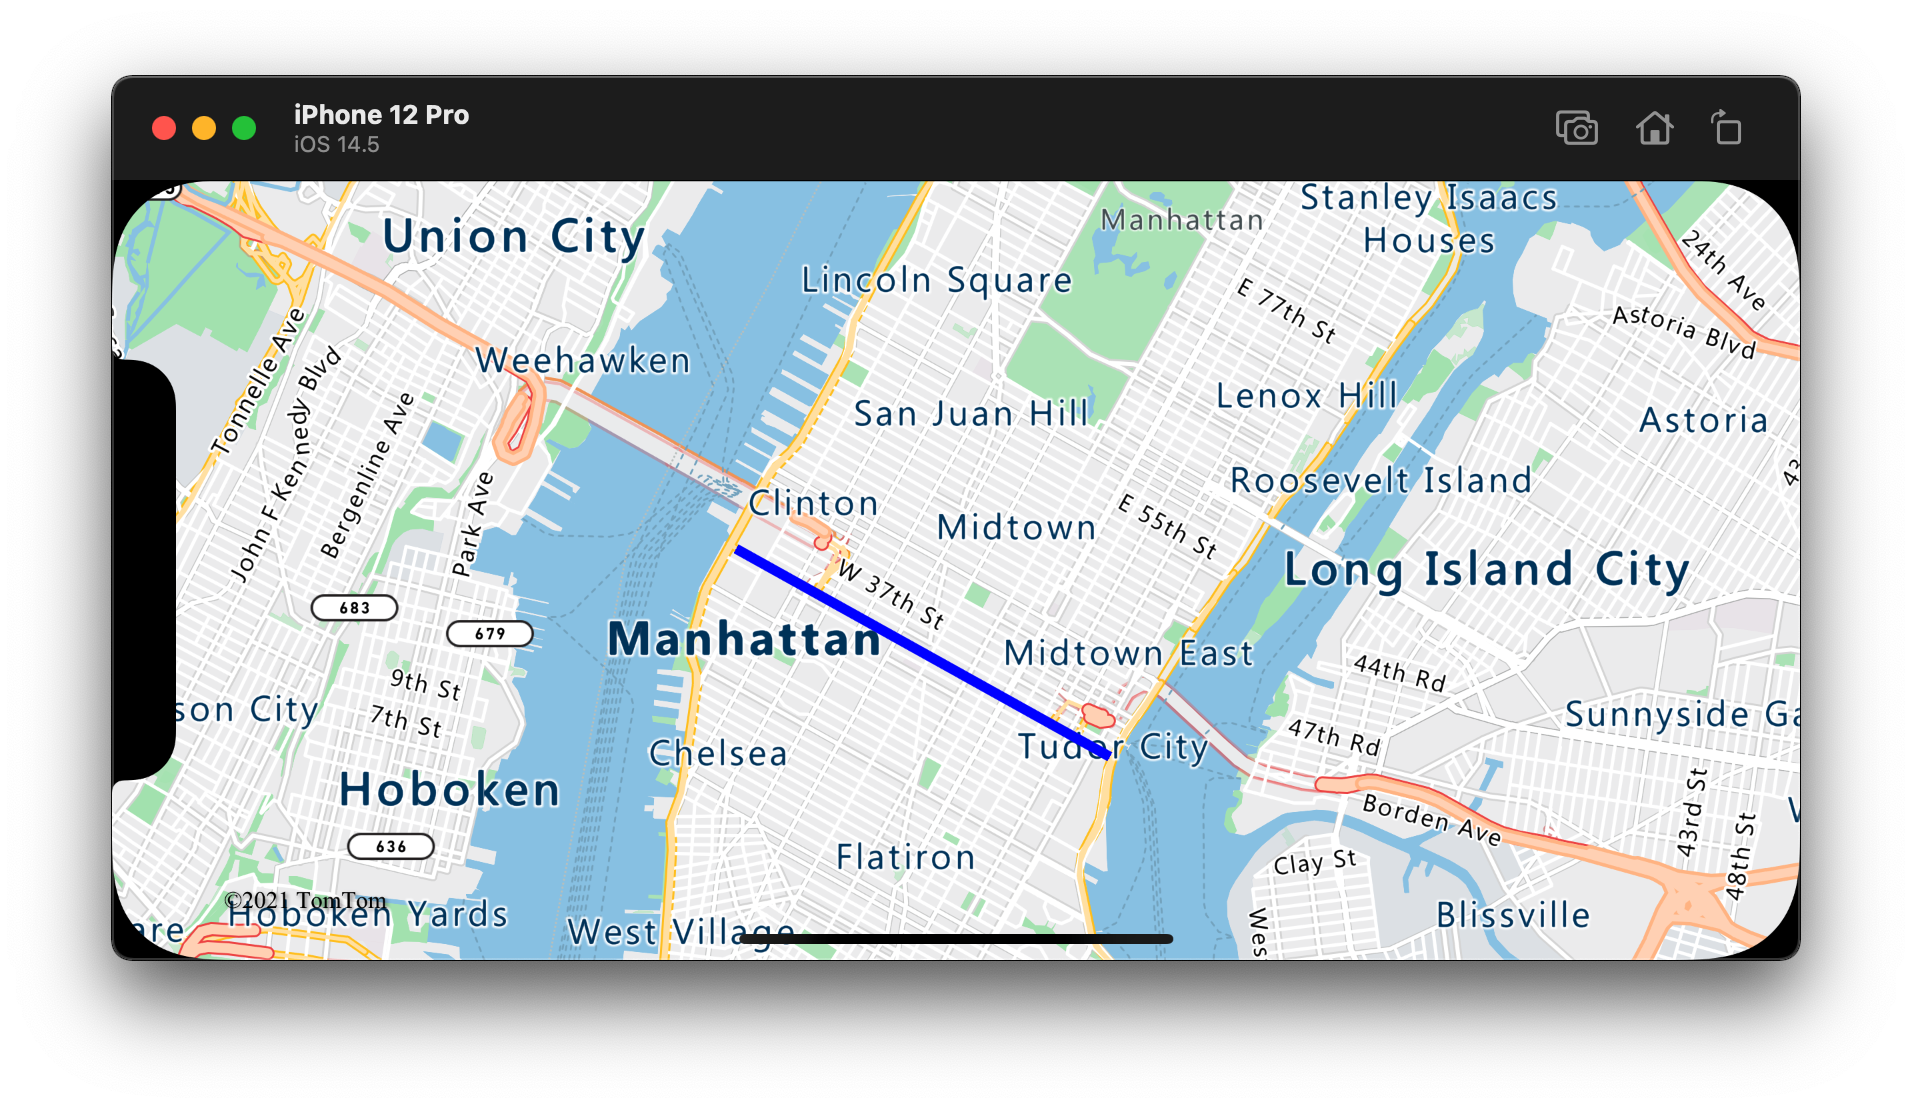 iPhone 12 Pro
iOS 14.5
Stanley Isaacs
Houses
Manhattan
Union City
24th Ave
Lincoln Square
E 77th St
Astoria Blvd
Weehawken
Tonnelle Ave
John F Kennedy Blvd
Bergenline Ave
San Juan Hill
Lenox Hill
Astoria
Park Ave
Roosevelt Island
43
Clinton
Midtown
E 55th St
Long Island City
W 37th St
683
679
Manhattan
Midtown East
44th Rd
9th St
7th St
son City
Sunnyside Ga
47th Rd
Tudor City
Chelsea
Hoboken
Borden Ave
43rd St
48th St
636
Flatiron
Clay St
©2021 TomTom
Hoboken Yards
West Village
Wes
Blissville
are